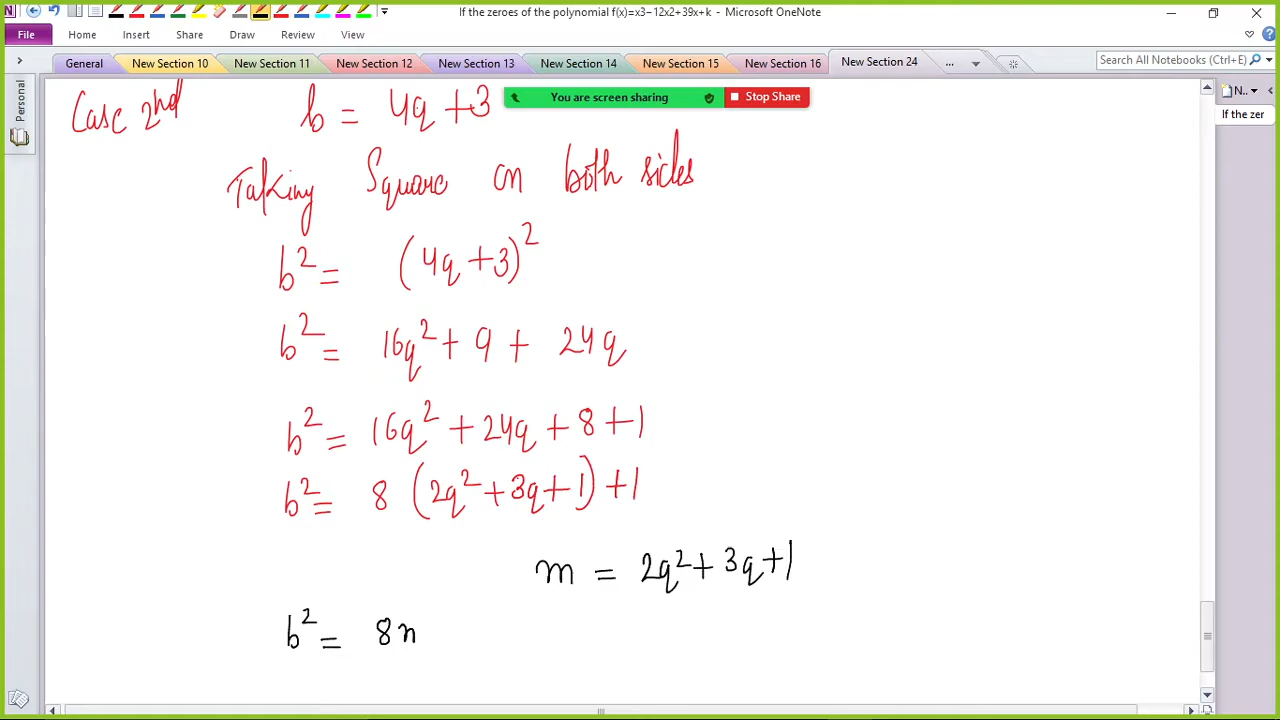 If the zeroes of the polynomial f(x)=x3−12x2+39x+k - Microsoft OneNote
File Home Insert Share Draw Review View
General New Section 10 New Section 11 New Section 12 New Section 13 New Section 14 New Section 15 New Section 16 New Section 24 ... Search All Notebooks (Ctrl+E)
You are screen sharing Stop Share
Personal
N..
If the zer
Case 2nd b = 4q + 3
Taking Square on both sides
b² = (4q + 3)²
b² = 16q² + 9 + 24q
b² = 16q² + 24q + 8 + 1
b² = 8 (2q² + 3q + 1) + 1
m = 2q² + 3q + 1
b² = 8n